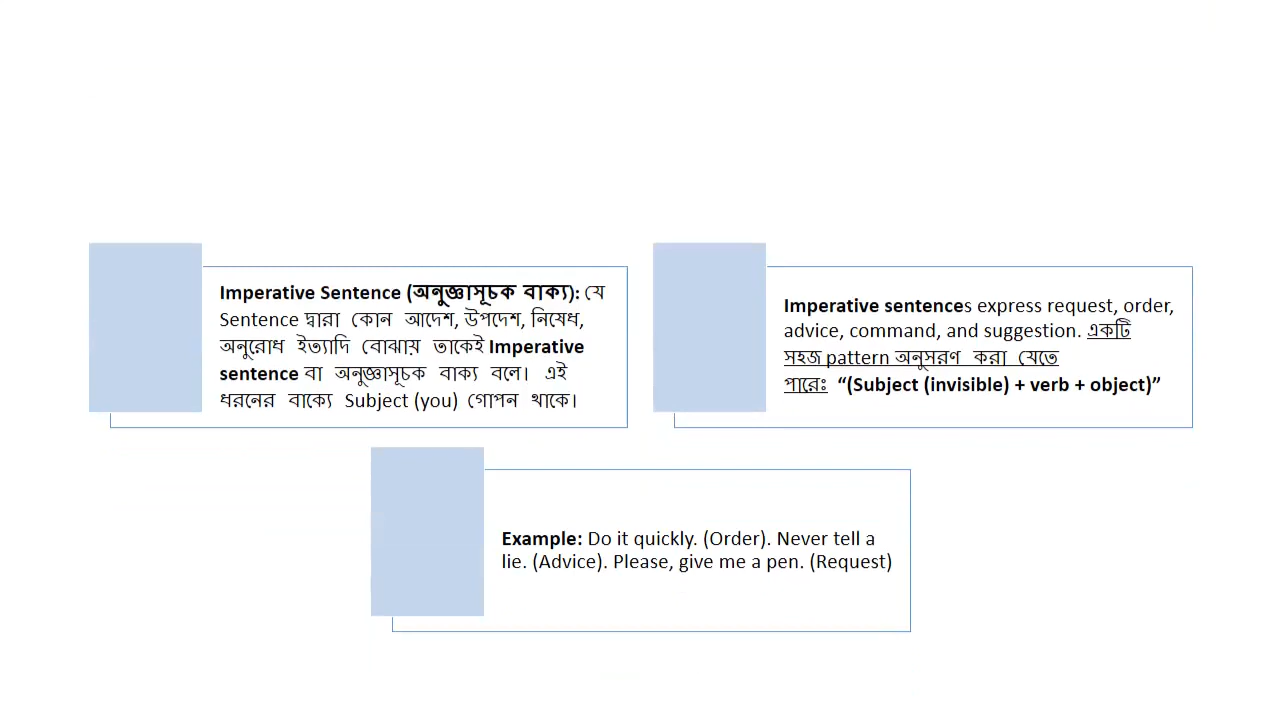 Imperative Sentence (অনুজ্ঞাসূচক বাক্য): যে
Sentence দ্বারা কোন আদেশ, উপদেশ, নিষেধ,
অনুরোধ ইত্যাদি বোঝায় তাকেই Imperative
sentence বা অনুজ্ঞাসূচক বাক্য বলে। এই
ধরনের বাক্যে Subject (you) গোপন থাকে।
Imperative sentences express request, order,
advice, command, and suggestion. একটি
সহজ pattern অনুসরণ করা যেতে
পারেঃ “(Subject (invisible) + verb + object)”
Example: Do it quickly. (Order). Never tell a
lie. (Advice). Please, give me a pen. (Request)